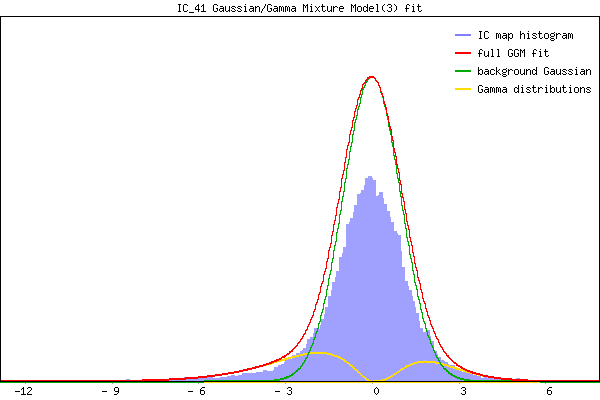 IC_41 Gaussian/Gamma Mixture Model(3) fit
IC map histogram
full GGM fit
background Gaussian
Gamma distributions
-12 -9 -6 -3 0 3 6